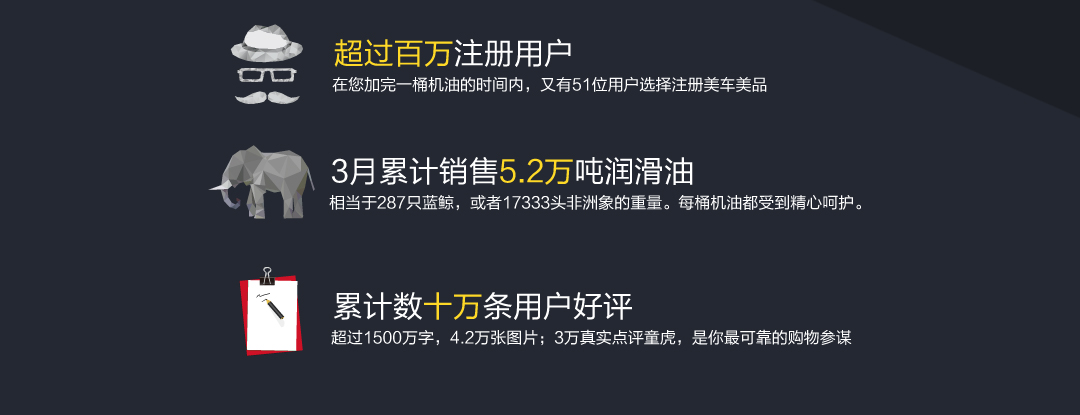 超过百万注册用户
在您加完一桶机油的时间内，又有51位用户选择注册美车美品
3月累计销售5.2万吨润滑油
相当于287只蓝鲸，或者17333头非洲象的重量。每桶机油都受到精心呵护。
累计数十万条用户好评
超过1500万字，4.2万张图片；3万真实点评童虎，是你最可靠的购物参谋